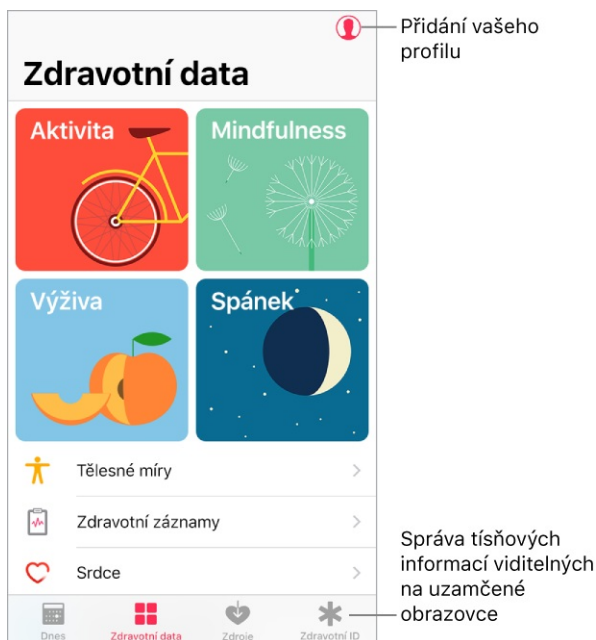 Přidání vašeho
profilu
Zdravotní data
Aktivita
Mindfulness
Výživa
Spánek
Tělesné míry
Zdravotní záznamy
Srdce
Správa tísňových
informací viditelných
na uzamčené
obrazovce
Dnes
Zdravotní data
Zdroje
Zdravotní ID